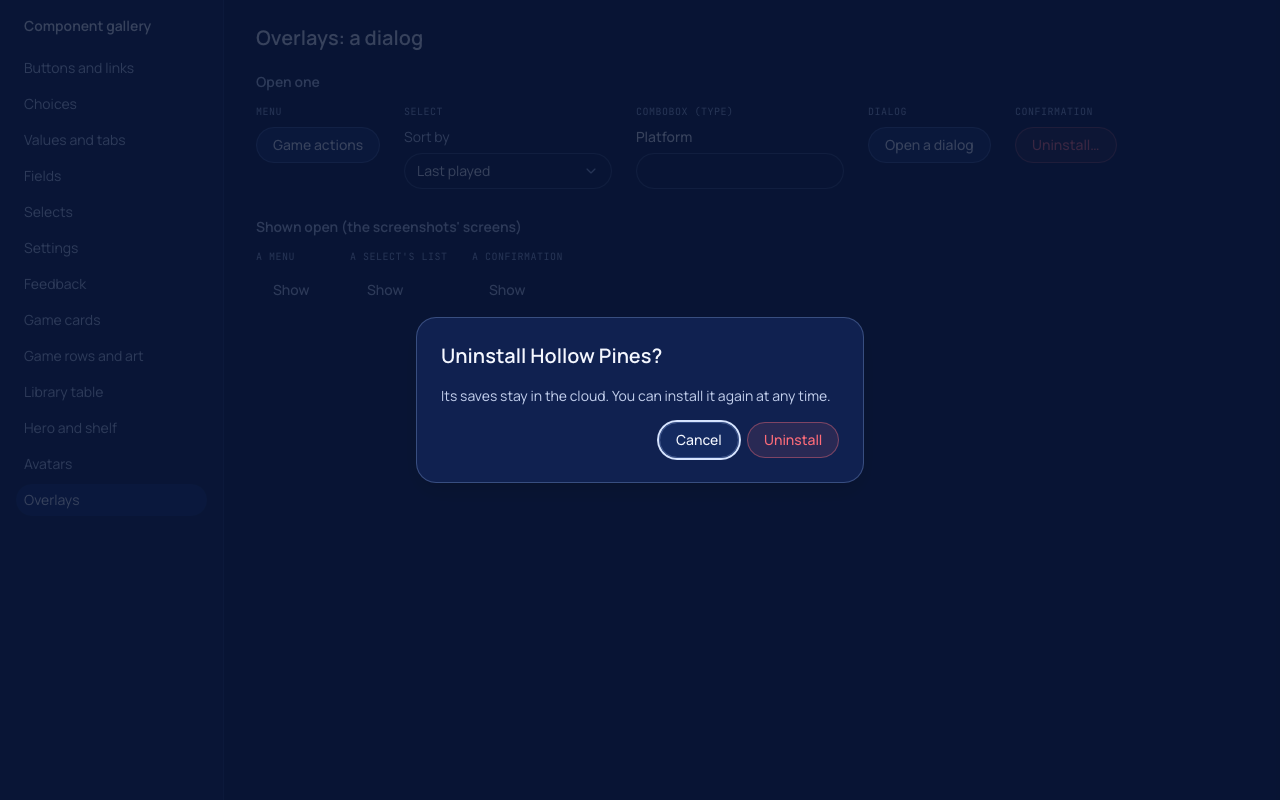 Component gallery
Buttons and links
Choices
Values and tabs
Fields
Selects
Settings
Feedback
Game cards
Game rows and art
Library table
Hero and shelf
Avatars
Overlays
Overlays: a dialog
Open one
MENU
SELECT
COMBOBOX (TYPE)
DIALOG
CONFIRMATION
Sort by
Platform
Game actions
Last played
Open a dialog
Uninstall…
Shown open (the screenshots' screens)
A MENU
A SELECT'S LIST
A CONFIRMATION
Show
Show
Show
Uninstall Hollow Pines?
Its saves stay in the cloud. You can install it again at any time.
Cancel
Uninstall